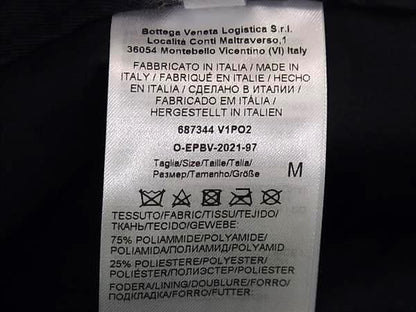 Bottega Veneta Logistica S.r.l.
Località Conti Maltraverso,1
36054 Montebello Vicentino (VI) Italy
FABBRICATO IN ITALIA / MADE IN
ITALY / FABRIQUÉ EN ITALIE / HECHO
EN ITALIA / СДЕЛАНО В ИТАЛИИ /
FABRICADO EM ITÁLIA /
HERGESTELLT IN ITALIEN
687344 V1PO2
O-EPBV-2021-97
Taglia/Size/Taille/Talla/
Размер/Tamanho/Größe
M
TESSUTO/FABRIC/TISSU/TEJIDO/
ТКАНЬ/TECIDO/GEWEBE:
75% POLIAMMIDE/POLYAMIDE/
POLIAMIDA/ПОЛИАМИД/POLYAMID
25% POLIESTERE/POLYESTER/
POLIÉSTER/ПОЛИЭСТЕР/POLIESTER
FODERA/LINING/DOUBLURE/FORRO/
ПОДКЛАДКА/FORRO/FUTTER: